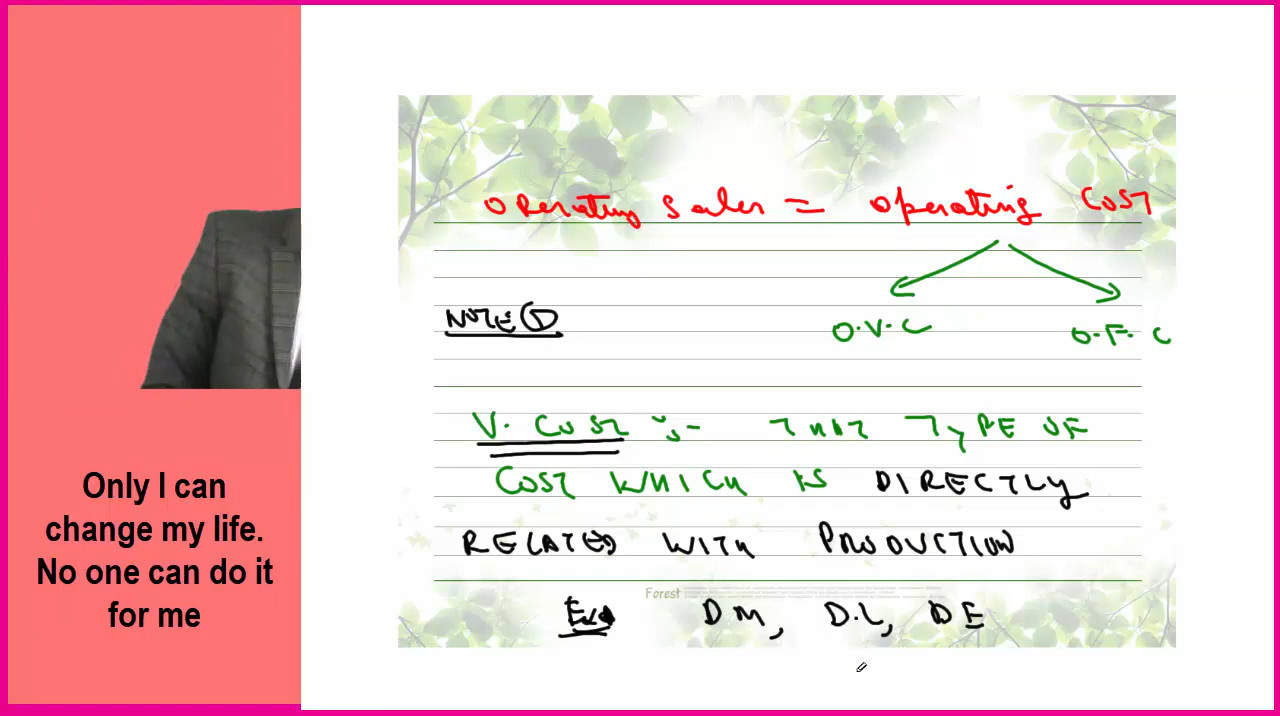 Only I can
change my life.
No one can do it
for me
Operating Sales = Operating COST
NOTE ①
O.V.C O.F.C
V. COST :- THAT TYPE OF
COST WHICH IS DIRECTLY
RELATED WITH PRODUCTION
Forest
DM, D.L, DE